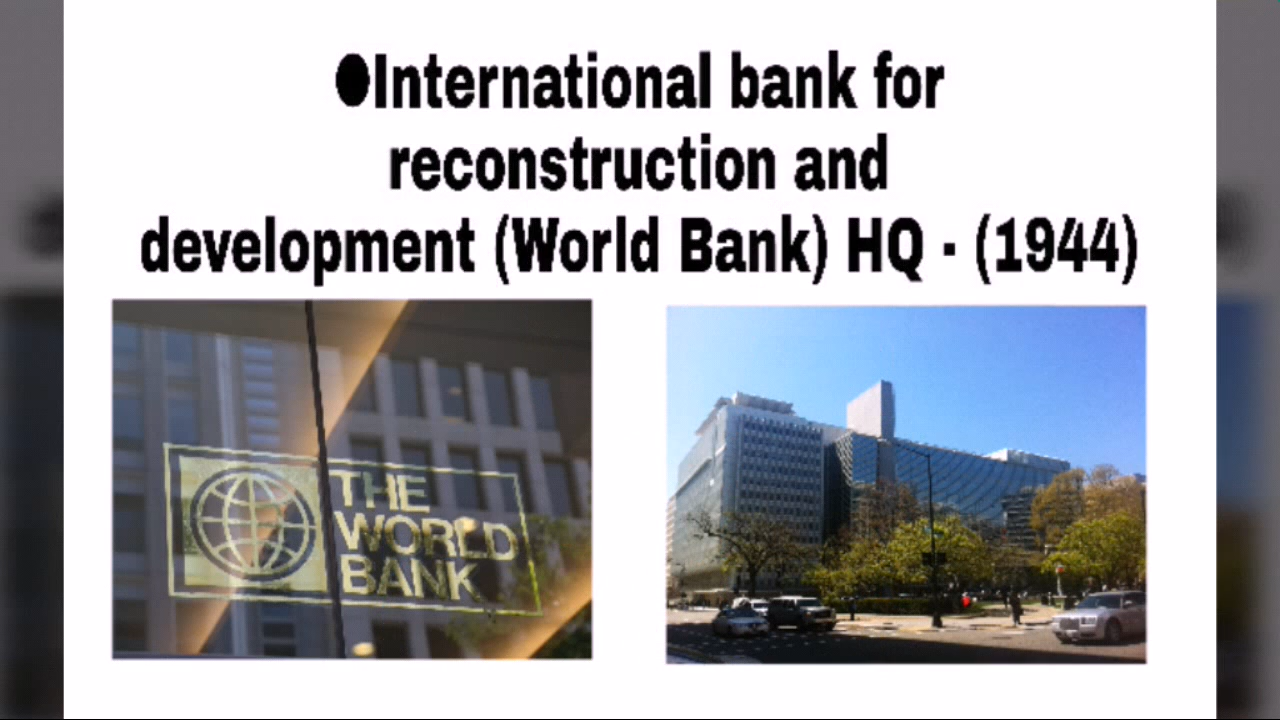 ●International bank for
reconstruction and
development (World Bank) HQ - (1944)
THE
WORLD
BANK